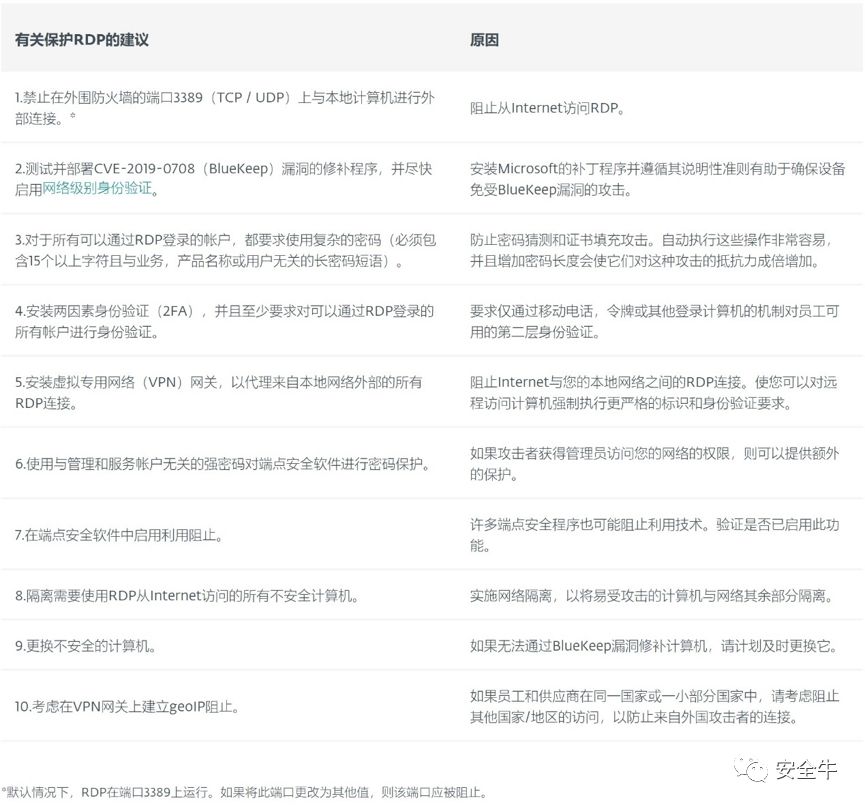 有关保护RDP的建议
原因
1.禁止在外围防火墙的端口3389（TCP / UDP）上与本地计算机进行外
部连接。*
阻止从Internet访问RDP。
2.测试并部署CVE-2019-0708（BlueKeep）漏洞的修补程序，并尽快
启用网络级别身份验证。
安装Microsoft的补丁程序并遵循其说明性准则有助于确保设备
免受BlueKeep漏洞的攻击。
3.对于所有可以通过RDP登录的帐户，都要求使用复杂的密码（必须包
含15个以上字符且与业务，产品名称或用户无关的长密码短语）。
防止密码猜测和证书填充攻击。自动执行这些操作非常容易，
并且增加密码长度会使它们对这种攻击的抵抗力成倍增加。
4.安装两因素身份验证（2FA），并且至少要求对可以通过RDP登录的
所有帐户进行身份验证。
要求仅通过移动电话，令牌或其他登录计算机的机制对员工可
用的第二层身份验证。
5.安装虚拟专用网络（VPN）网关，以代理来自本地网络外部的所有
RDP连接。
阻止Internet与您的本地网络之间的RDP连接。使您可以对远
程访问计算机强制执行更严格的标识和身份验证要求。
6.使用与管理和服务帐户无关的强密码对端点安全软件进行密码保护。
如果攻击者获得管理员访问您的网络的权限，则可以提供额外
的保护。
7.在端点安全软件中启用利用阻止。
许多端点安全程序也可能阻止利用技术。验证是否已启用此功
能。
8.隔离需要使用RDP从Internet访问的所有不安全计算机。
实施网络隔离，以将易受攻击的计算机与网络其余部分隔离。
9.更换不安全的计算机。
如果无法通过BlueKeep漏洞修补计算机，请计划及时更换它。
10.考虑在VPN网关上建立geoIP阻止。
如果员工和供应商在同一国家或一小部分国家中，请考虑阻止
其他国家/地区的访问，以防止来自外国攻击者的连接。
安全牛
*默认情况下，RDP在端口3389上运行。如果将此端口更改为其他值，则该端口应被阻止。